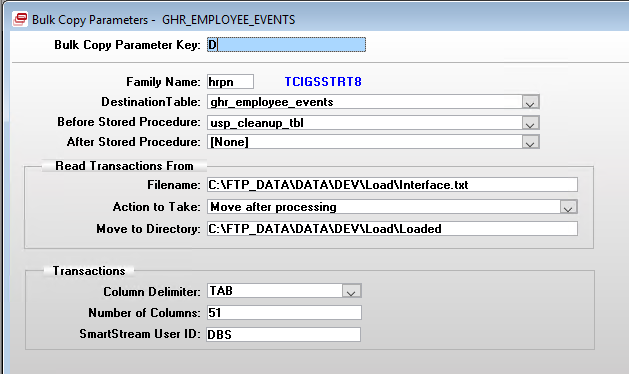 Bulk Copy Parameters - GHR_EMPLOYEE_EVENTS
Bulk Copy Parameter Key: D
Family Name: hrpn TCIGSSTRT8
DestinationTable: ghr_employee_events
Before Stored Procedure: usp_cleanup_tbl
After Stored Procedure: [None]
Read Transactions From
Filename: C:\FTP_DATA\DATA\DEV\Load\Interface.txt
Action to Take: Move after processing
Move to Directory: C:\FTP_DATA\DATA\DEV\Load\Loaded
Transactions
Column Delimiter: TAB
Number of Columns: 51
SmartStream User ID: DBS